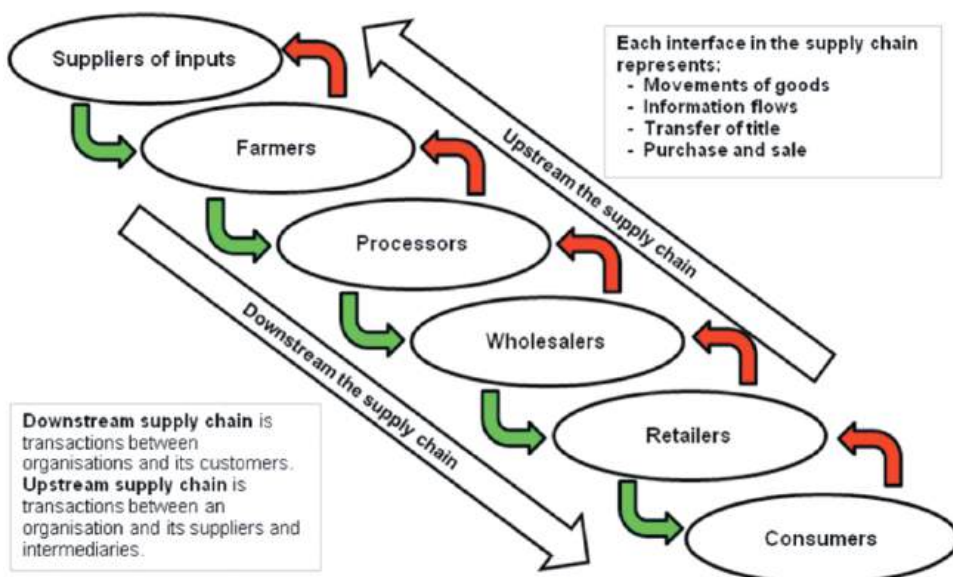 Suppliers of inputs
Each interface in the supply chain
represents:
- Movements of goods
- Information flows
- Transfer of title
- Purchase and sale
Farmers
Upstream the supply chain
Processors
Downstream the supply chain
Wholesalers
Downstream supply chain is
transactions between
organisations and its customers.
Upstream supply chain is
transactions between an
organisation and its suppliers and
intermediaries.
Retailers
Consumers